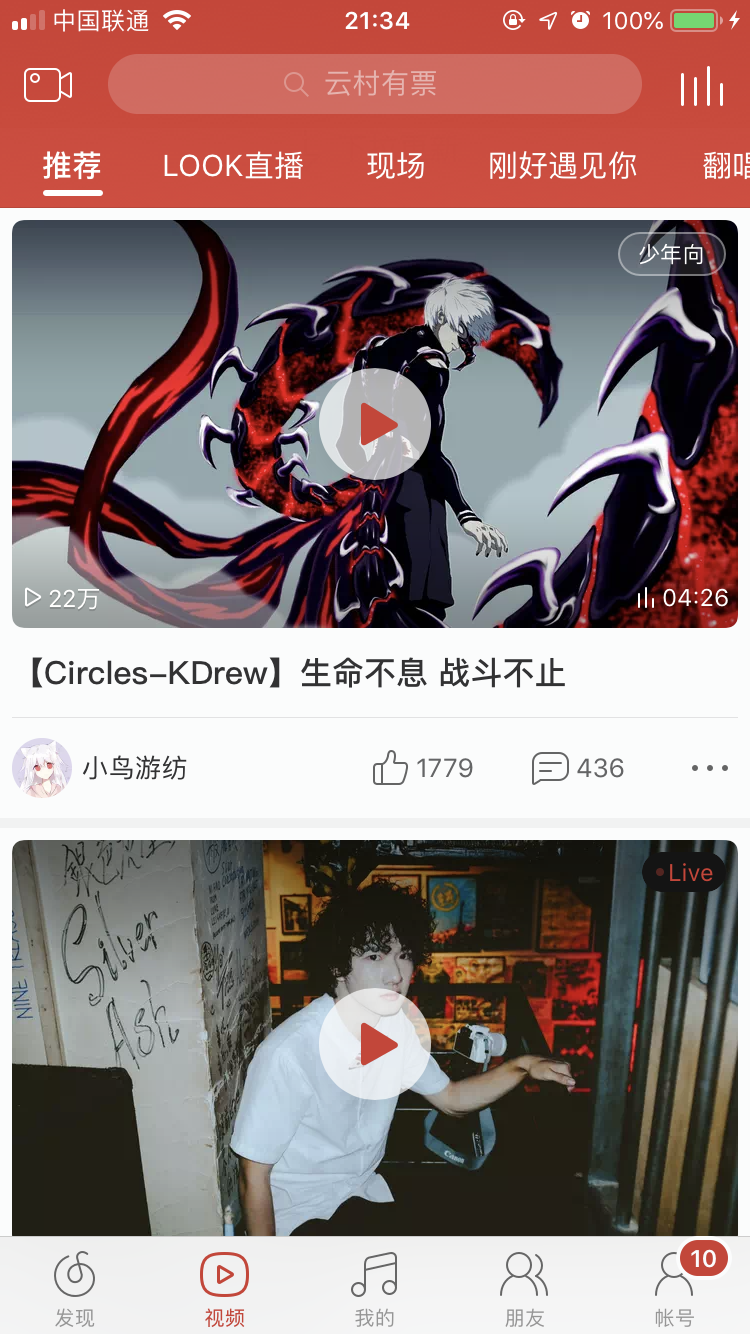 中国联通
21:34
100%
云村有票
推荐
LOOK直播
现场
刚好遇见你
翻唱
少年向
22万
04:26
【Circles-KDrew】生命不息 战斗不止
小鸟游纺
1779
436
Live
Silver
Ash
NINE TREASU
Canon
发现
视频
我的
朋友
帐号
10